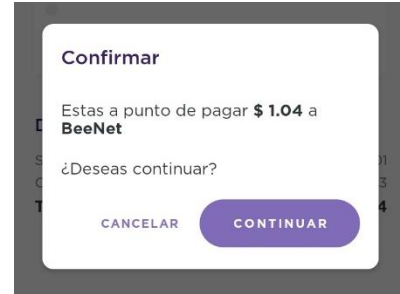 Confirmar
Estas a punto de pagar $ 1.04 a
BeeNet
¿Deseas continuar?
CANCELAR
CONTINUAR